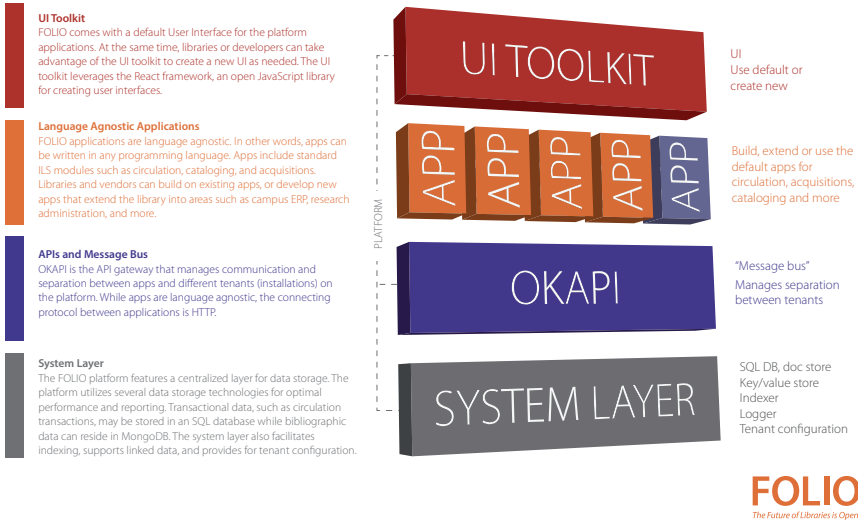 UI Toolkit
FOLIO comes with a default User Interface for the platform
applications. At the same time, libraries or developers can take
advantage of the UI toolkit to create a new UI as needed. The UI
toolkit leverages the React framework, an open JavaScript library
for creating user interfaces.
Language Agnostic Applications
FOLIO applications are language agnostic. In other words, apps can
be written in any programming language. Apps include standard
ILS modules such as circulation, cataloging, and acquisitions.
Libraries and vendors can build on existing apps, or develop new
apps that extend the library into areas such as campus ERP, research
administration, and more.
APIs and Message Bus
OKAPI is the API gateway that manages communication and
separation between apps and different tenants (installations) on
the platform. While apps are language agnostic, the connecting
protocol between applications is HTTP.
System Layer
The FOLIO platform features a centralized layer for data storage. The
platform utilizes several data storage technologies for optimal
performance and reporting. Transactional data, such as circulation
transactions, may be stored in an SQL database while bibliographic
data can reside in MongoDB. The system layer also facilitates
indexing, supports linked data, and provides for tenant configuration.
PLATFORM
UI TOOLKIT
APP
APP
APP
APP
APP
OKAPI
SYSTEM LAYER
UI
Use default or
create new
Build, extend or use the
default apps for
circulation, acquisitions,
cataloging and more
"Message bus"
Manages separation
between tenants
SQL DB, doc store
Key/value store
Indexer
Logger
Tenant configuration
FOLIO
The Future of Libraries is Open